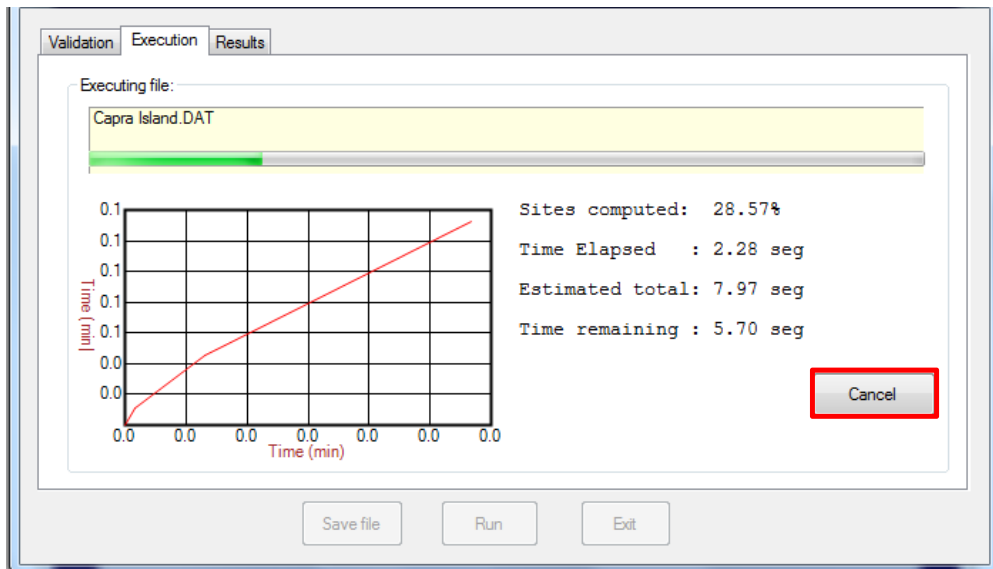 Validation Execution Results
Executing file:
Capra Island.DAT
0.1
0.1
0.1
0.1
0.1
0.0
0.0
Time (min)
0.0 0.0 0.0 0.0 0.0 0.0 0.0
Time (min)
Sites computed: 28.57%
Time Elapsed : 2.28 seg
Estimated total: 7.97 seg
Time remaining : 5.70 seg
Cancel
Save file Run Exit